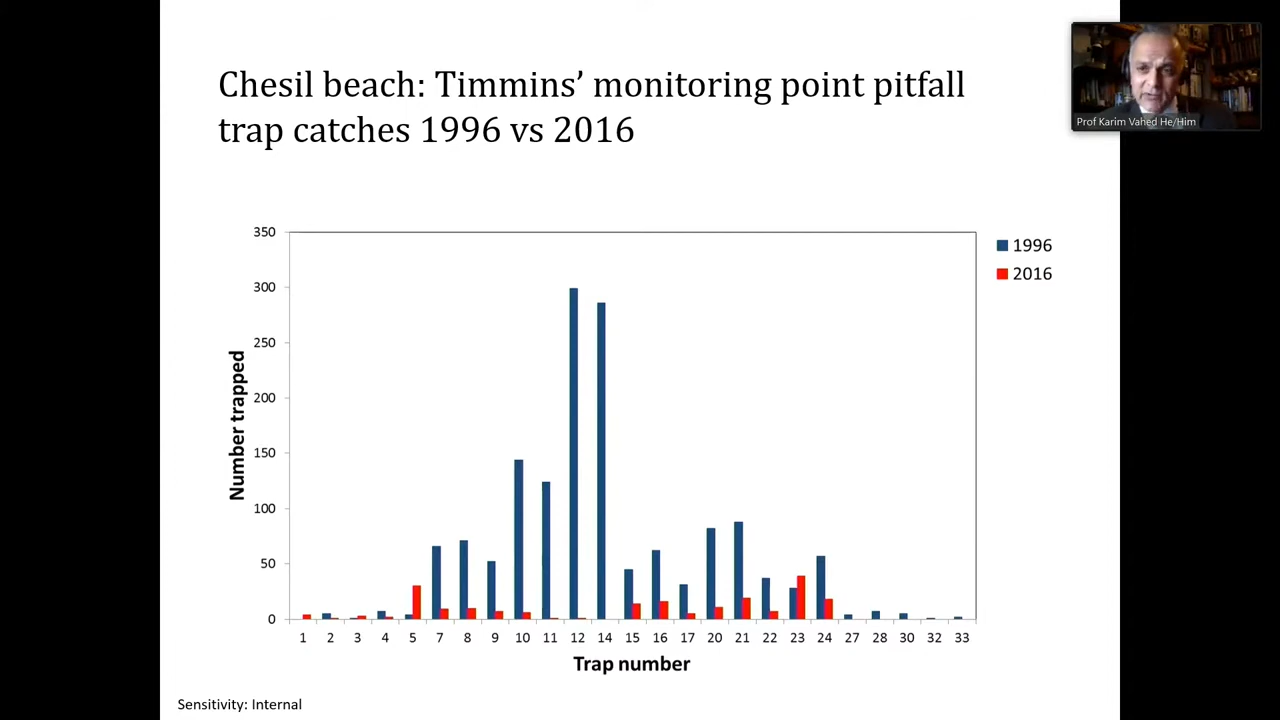 Chesil beach: Timmins’ monitoring point pitfall
trap catches 1996 vs 2016
Prof Karim Vahed He/Him
350
300
250
200
150
100
50
0
Number trapped
1996
2016
1 2 3 4 5 7 8 9 10 11 12 14 15 16 17 20 21 22 23 24 27 28 30 32 33
Trap number
Sensitivity: Internal